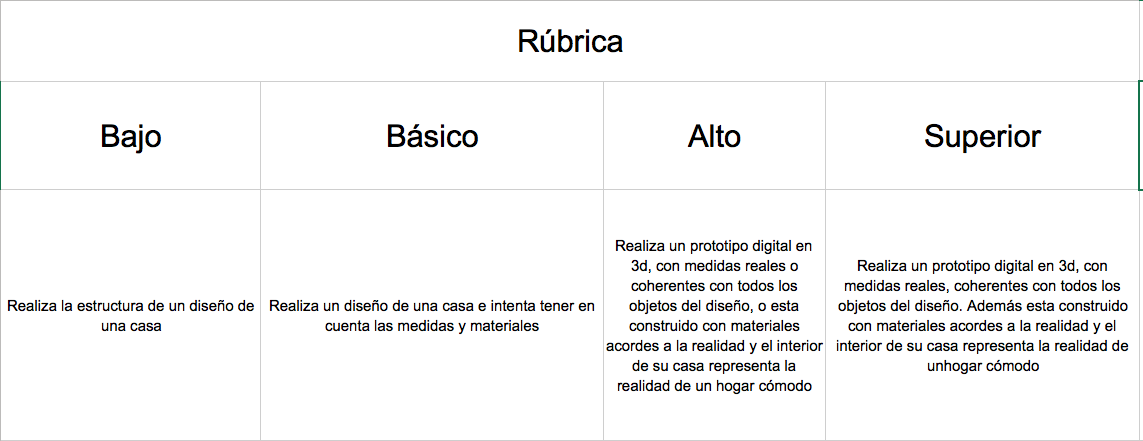 Rúbrica
Bajo
Básico
Alto
Superior
Realiza la estructura de un diseño de
una casa
Realiza un diseño de una casa e intenta tener en
cuenta las medidas y materiales
Realiza un prototipo digital en
3d, con medidas reales o
coherentes con todos los
objetos del diseño, o esta
construido con materiales
acordes a la realidad y el interior
de su casa representa la
realidad de un hogar cómodo
Realiza un prototipo digital en 3d, con
medidas reales, coherentes con todos los
objetos del diseño. Además esta construido
con materiales acordes a la realidad y el
interior de su casa representa la realidad de
unhogar cómodo